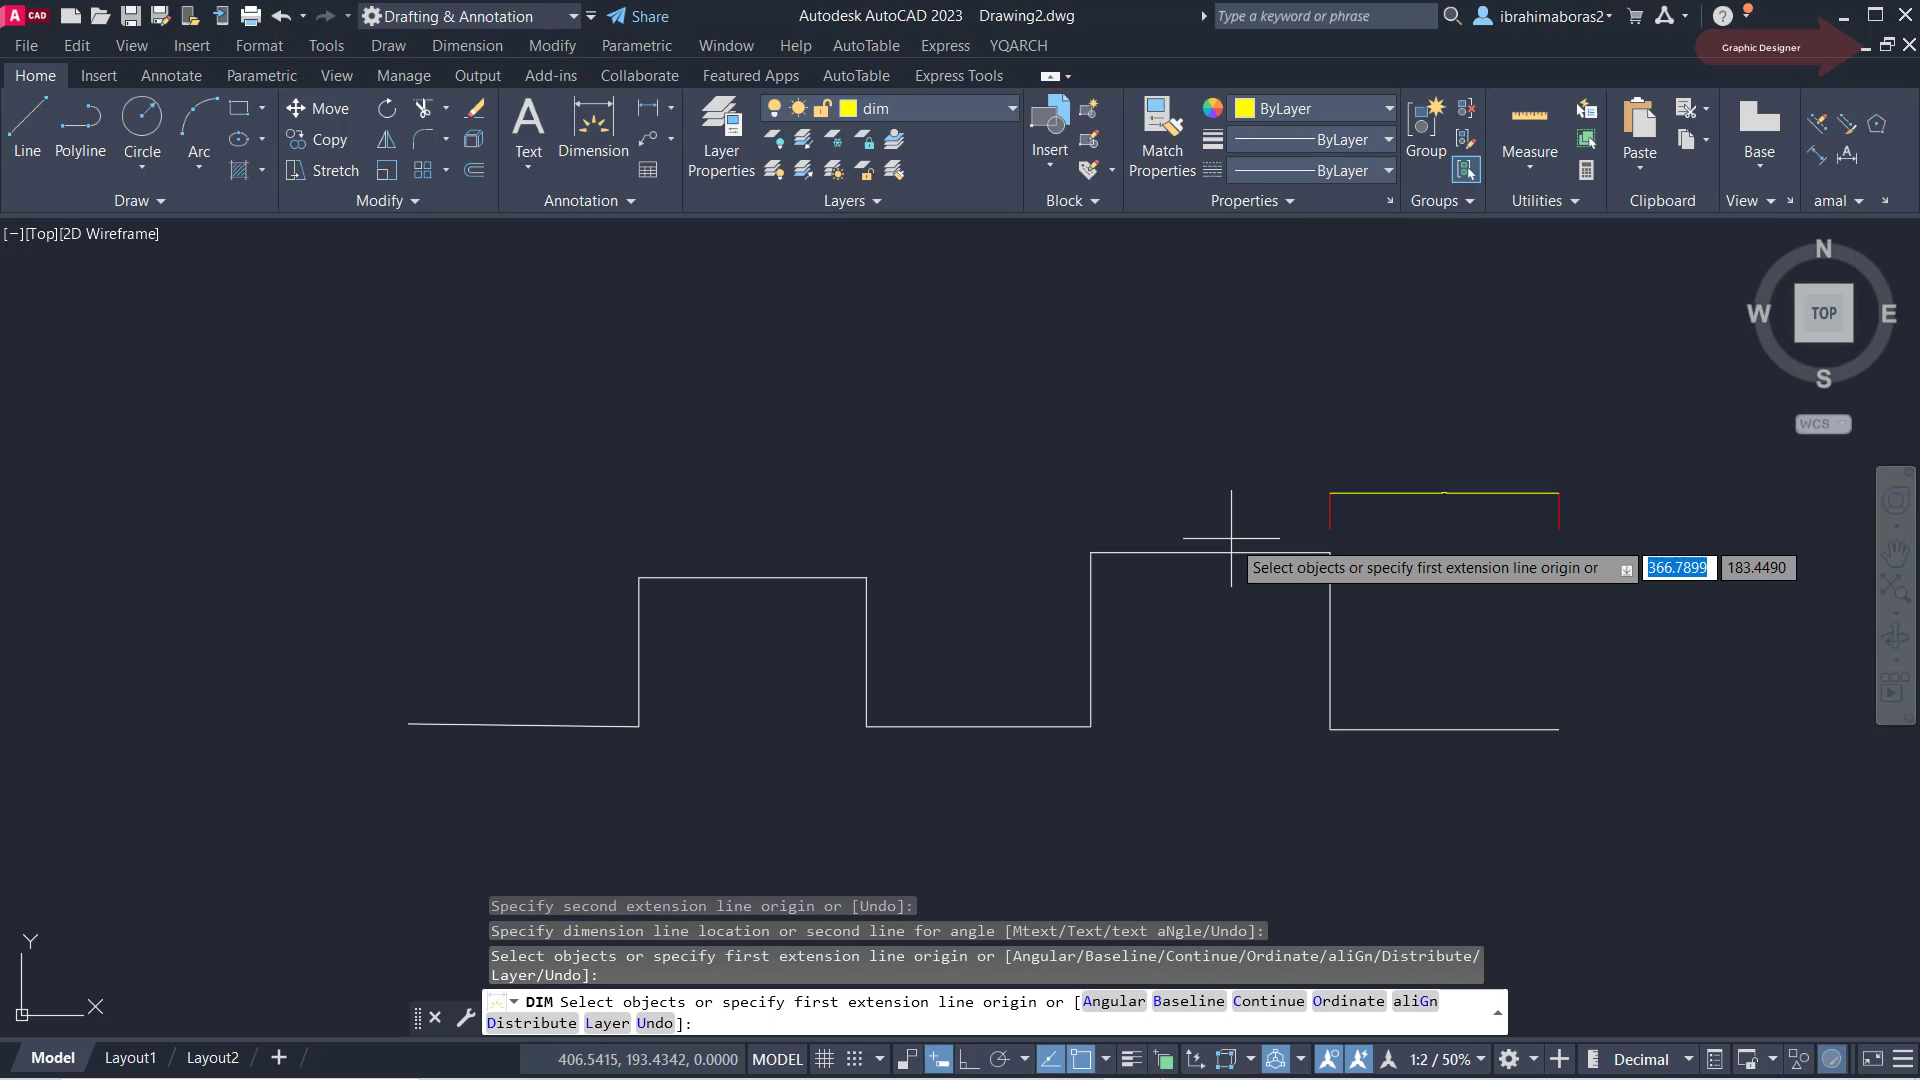 A CAD Drafting & Annotation Share Autodesk AutoCAD 2023 Drawing2.dwg Type a keyword or phrase ibrahimaboras2
File Edit View Insert Format Tools Draw Dimension Modify Parametric Window Help AutoTable Express YQARCH Graphic Designer
Home Insert Annotate Parametric View Manage Output Add-ins Collaborate Featured Apps AutoTable Express Tools
Line Polyline Circle Arc
Move
Copy
Stretch
Text Dimension
Layer Properties
dim
Insert
Match Properties
ByLayer
ByLayer
ByLayer
Group
Measure
Paste
Base
Draw Modify Annotation Layers Block Properties Groups Utilities Clipboard View amal
[−][Top][2D Wireframe]
N
W TOP E
S
WCS
Select objects or specify first extension line origin or 366.7899 183.4490
Specify second extension line origin or [Undo]:
Specify dimension line location or second line for angle [Mtext/Text/text aNgle/Undo]:
Select objects or specify first extension line origin or [Angular/Baseline/Continue/Ordinate/aliGn/Distribute/
Layer/Undo]:
DIM Select objects or specify first extension line origin or [Angular Baseline Continue Ordinate aliGn
Distribute Layer Undo]:
Y
X
Model Layout1 Layout2 + 406.5415, 193.4342, 0.0000 MODEL 1:2 / 50% Decimal